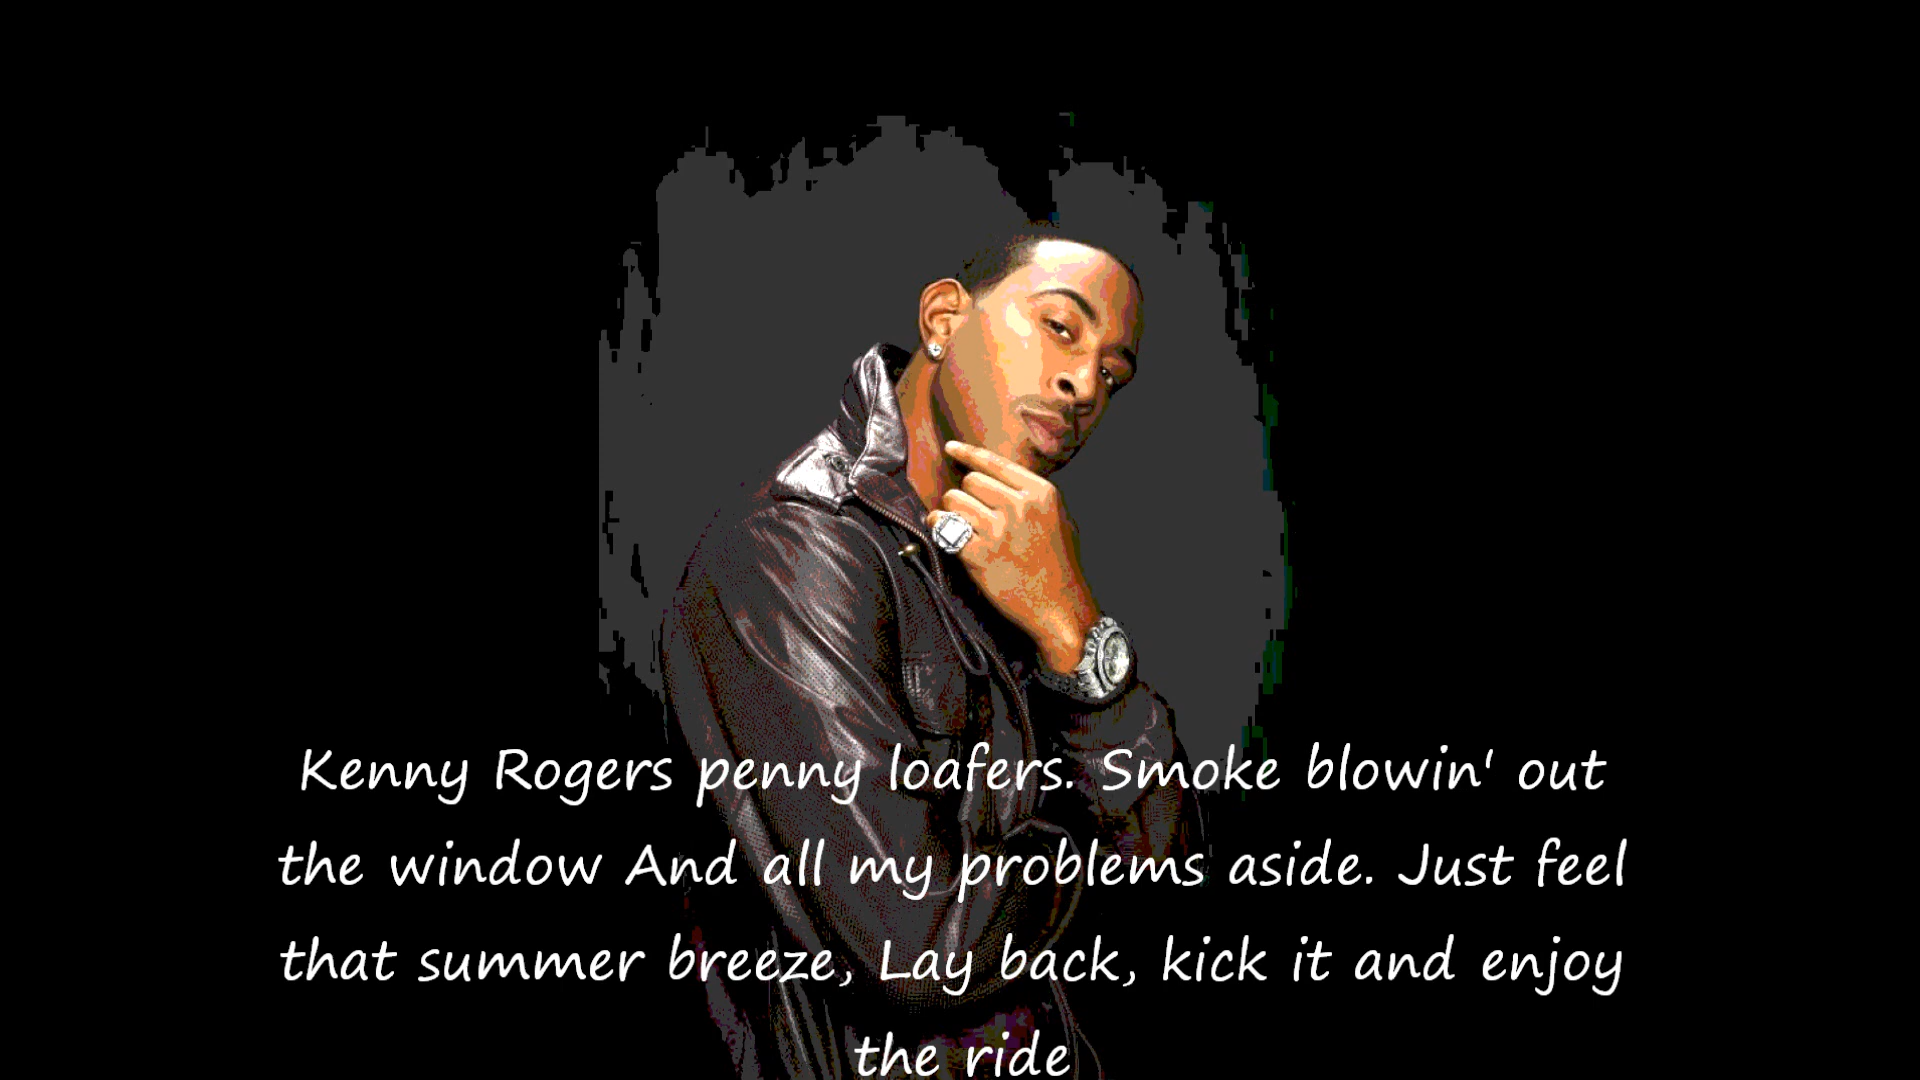 Kenny Rogers penny loafers. Smoke blowin' out
the window And all my problems aside. Just feel
that summer breeze, Lay back, kick it and enjoy
the ride